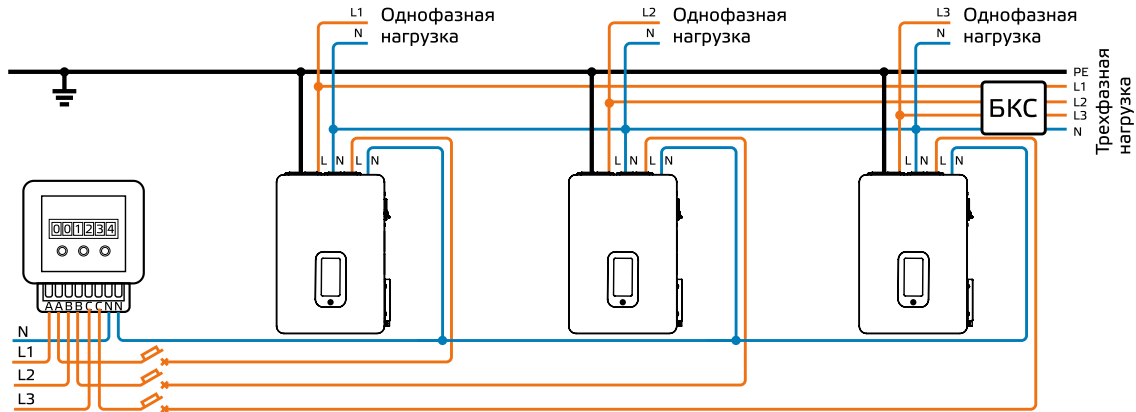 L1 Однофазная
N нагрузка
L2 Однофазная
N нагрузка
L3 Однофазная
N нагрузка
PE
L1
L2
L3
N
БКС
Трехфазная
нагрузка
L N L N
L N L N
L N L N
001234
A A B B C C N N
N
L1
L2
L3